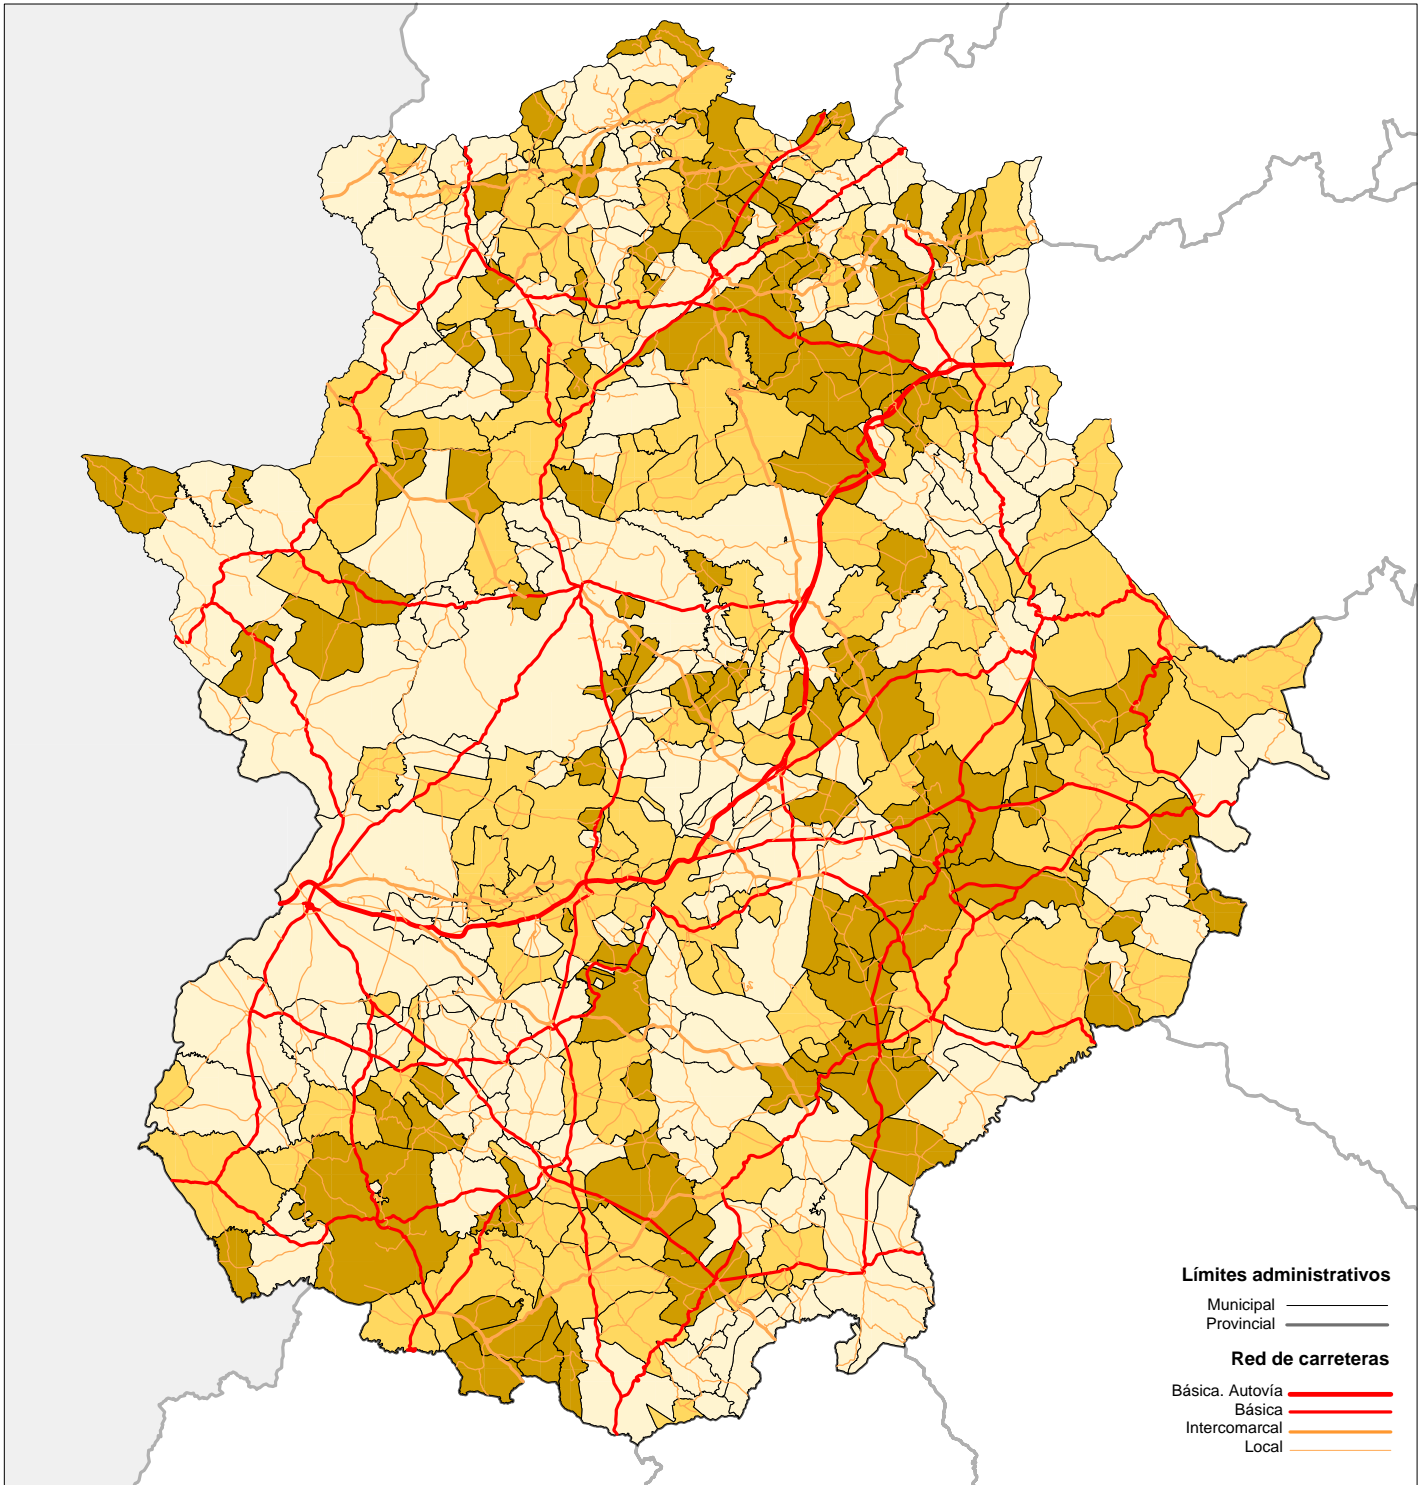 Límites administrativos
Municipal
Provincial
Red de carreteras
Básica. Autovía
Básica
Intercomarcal
Local